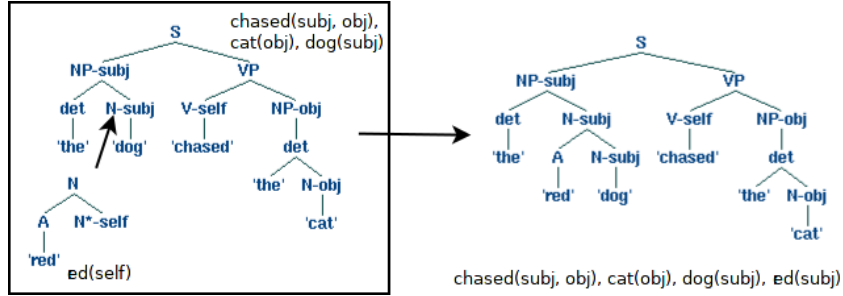 chased(subj, obj),
S cat(obj), dog(subj)
NP-subj VP
det N-subj V-self NP-obj
'the' 'dog' 'chased' det
N 'the' N-obj
A N*-self 'cat'
'red'
ed(self)
S
NP-subj VP
det N-subj V-self NP-obj
'the' A N-subj 'chased' det
'red' 'dog' 'the' N-obj
'cat'
chased(subj, obj), cat(obj), dog(subj), ed(subj)